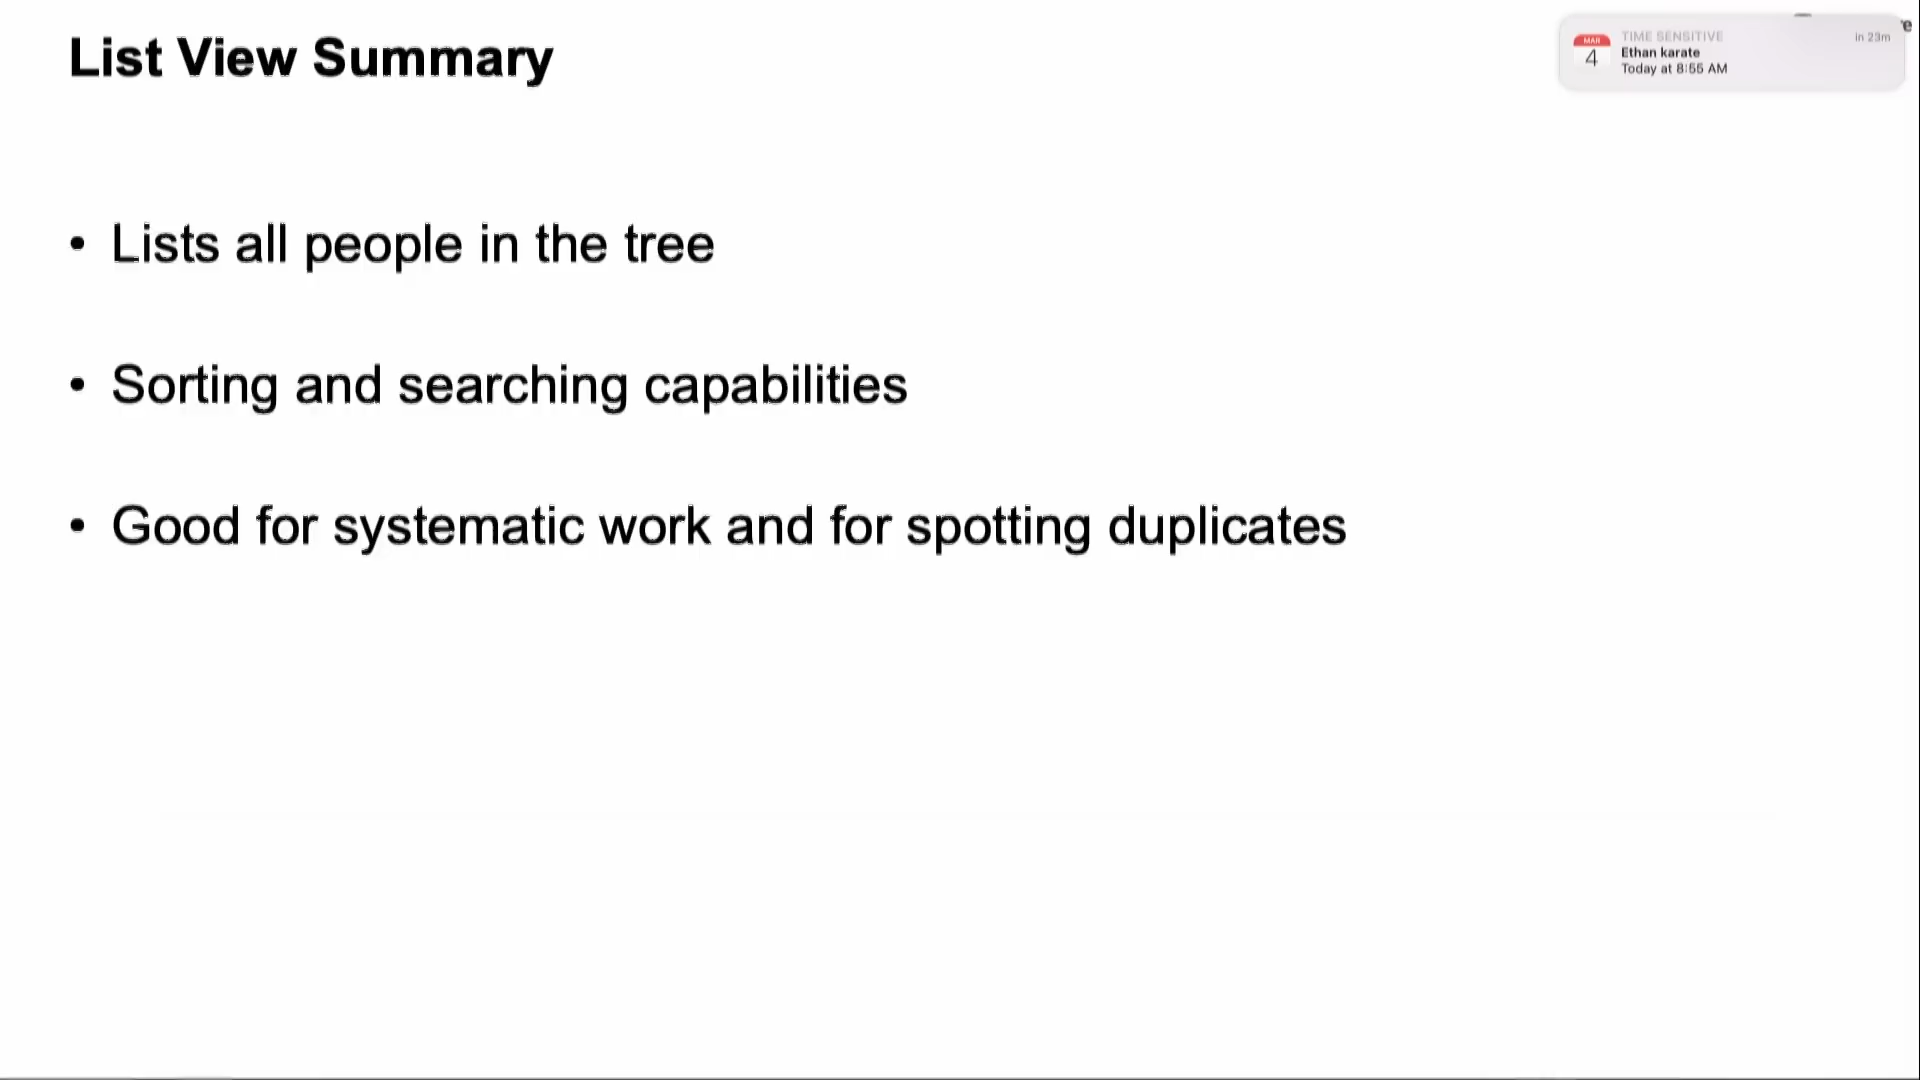 List View Summary
MAR
4
TIME SENSITIVE
in 23m
Ethan karate
Today at 8:55 AM
• Lists all people in the tree
• Sorting and searching capabilities
• Good for systematic work and for spotting duplicates